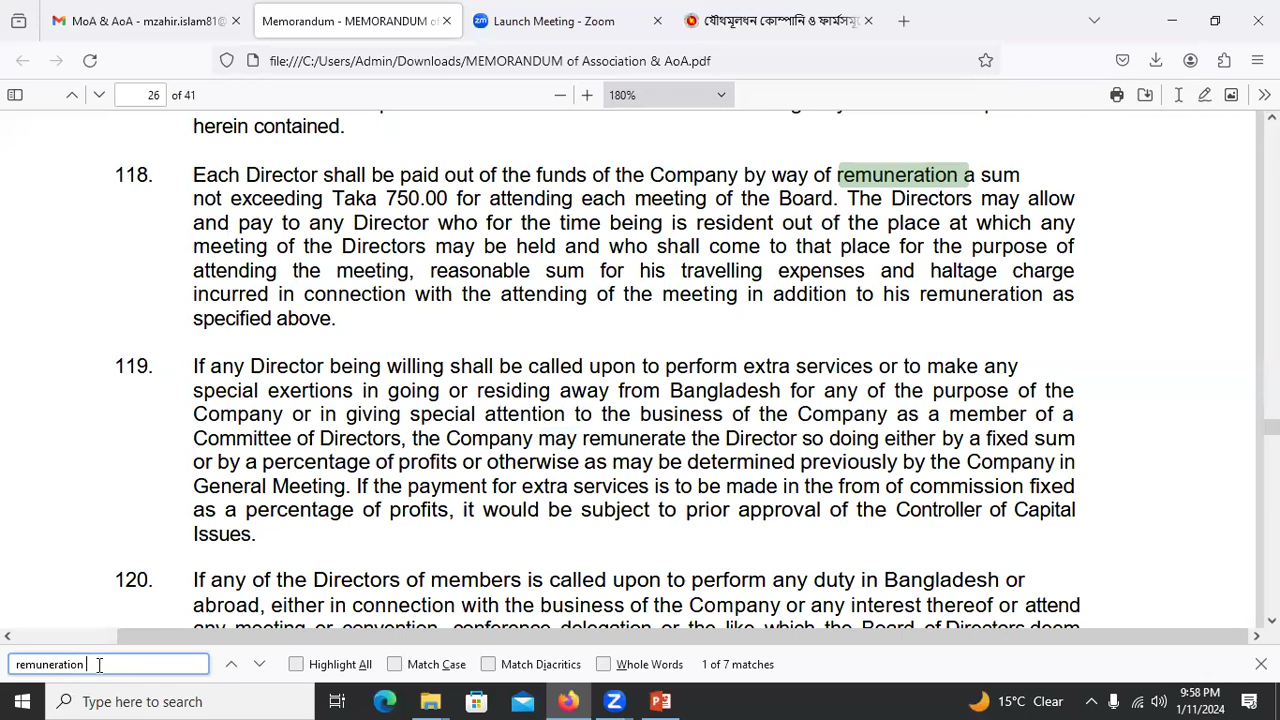 MoA & AoA - mzahir.islam81@
Memorandum - MEMORANDUM of
Launch Meeting - Zoom
যৌথমূলধন কোম্পানি ও ফার্মসমূ
file:///C:/Users/Admin/Downloads/MEMORANDUM of Association & AoA.pdf
26 of 41
180%
herein contained.
118. Each Director shall be paid out of the funds of the Company by way of remuneration a sum
not exceeding Taka 750.00 for attending each meeting of the Board. The Directors may allow
and pay to any Director who for the time being is resident out of the place at which any
meeting of the Directors may be held and who shall come to that place for the purpose of
attending the meeting, reasonable sum for his travelling expenses and haltage charge
incurred in connection with the attending of the meeting in addition to his remuneration as
specified above.
119. If any Director being willing shall be called upon to perform extra services or to make any
special exertions in going or residing away from Bangladesh for any of the purpose of the
Company or in giving special attention to the business of the Company as a member of a
Committee of Directors, the Company may remunerate the Director so doing either by a fixed sum
or by a percentage of profits or otherwise as may be determined previously by the Company in
General Meeting. If the payment for extra services is to be made in the from of commission fixed
as a percentage of profits, it would be subject to prior approval of the Controller of Capital
Issues.
120. If any of the Directors of members is called upon to perform any duty in Bangladesh or
abroad, either in connection with the business of the Company or any interest thereof or attend
any meeting or convention, conference delegation or the like which the Board of Directors deem
remuneration
Highlight All
Match Case
Match Diacritics
Whole Words
1 of 7 matches
Type here to search
15°C Clear
9:58 PM
1/11/2024